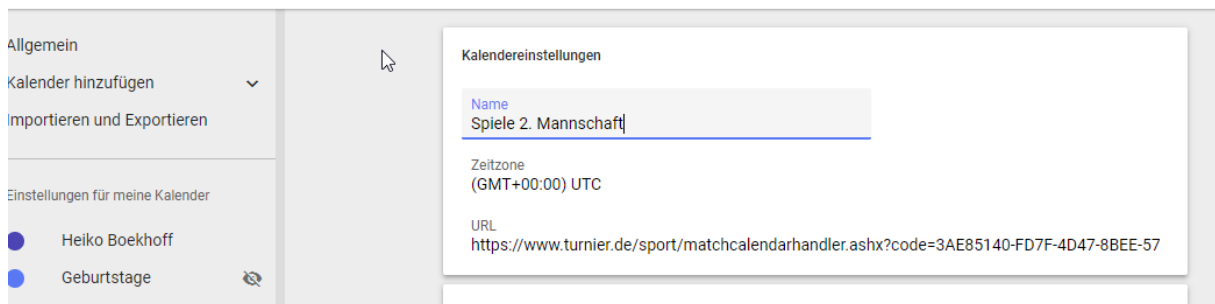 Allgemein
Kalender hinzufügen
Importieren und Exportieren
Einstellungen für meine Kalender
Heiko Boekhoff
Geburtstage
Kalendereinstellungen
Name
Spiele 2. Mannschaft
Zeitzone
(GMT+00:00) UTC
URL
https://www.turnier.de/sport/matchcalendarhandler.ashx?code=3AE85140-FD7F-4D47-8BEE-57